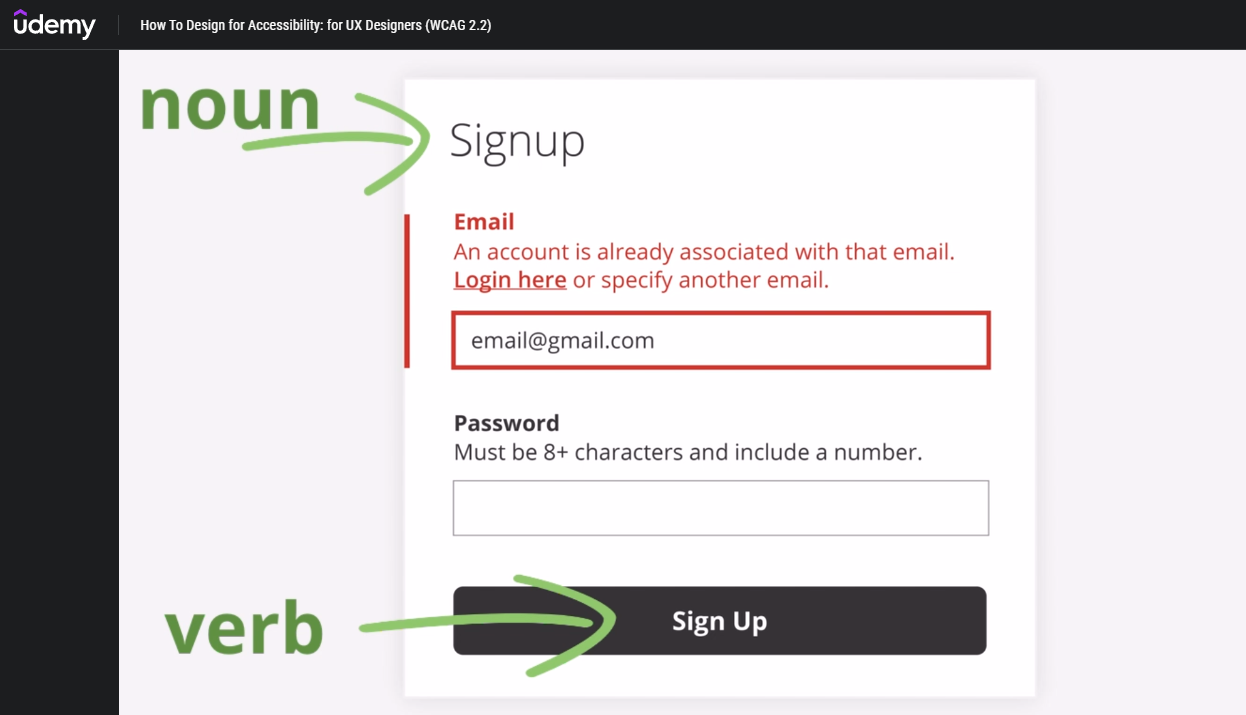 udemy
How To Design for Accessibility: for UX Designers (WCAG 2.2)
noun
Signup
Email
An account is already associated with that email.
Login here or specify another email.
email@gmail.com
Password
Must be 8+ characters and include a number.
verb
Sign Up